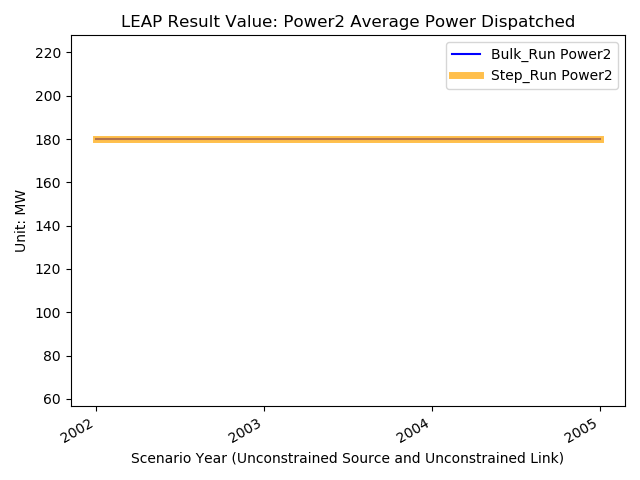 LEAP Result Value: Power2 Average Power Dispatched
Bulk_Run Power2
Step_Run Power2
Unit: MW
220
200
180
160
140
120
100
80
60
2002
2003
2004
2005
Scenario Year (Unconstrained Source and Unconstrained Link)